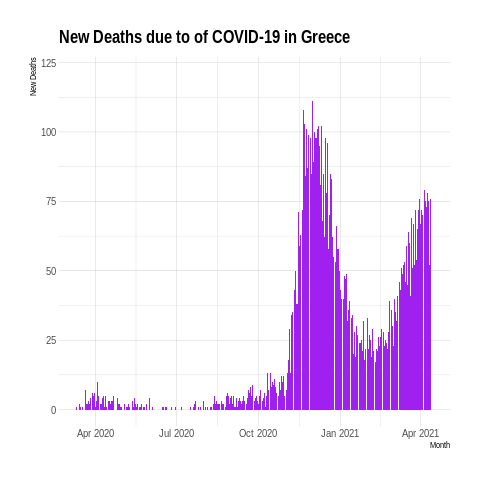 New Deaths due to of COVID-19 in Greece
New Deaths
125
100
75
50
25
0
Apr 2020
Jul 2020
Oct 2020
Jan 2021
Apr 2021
Month